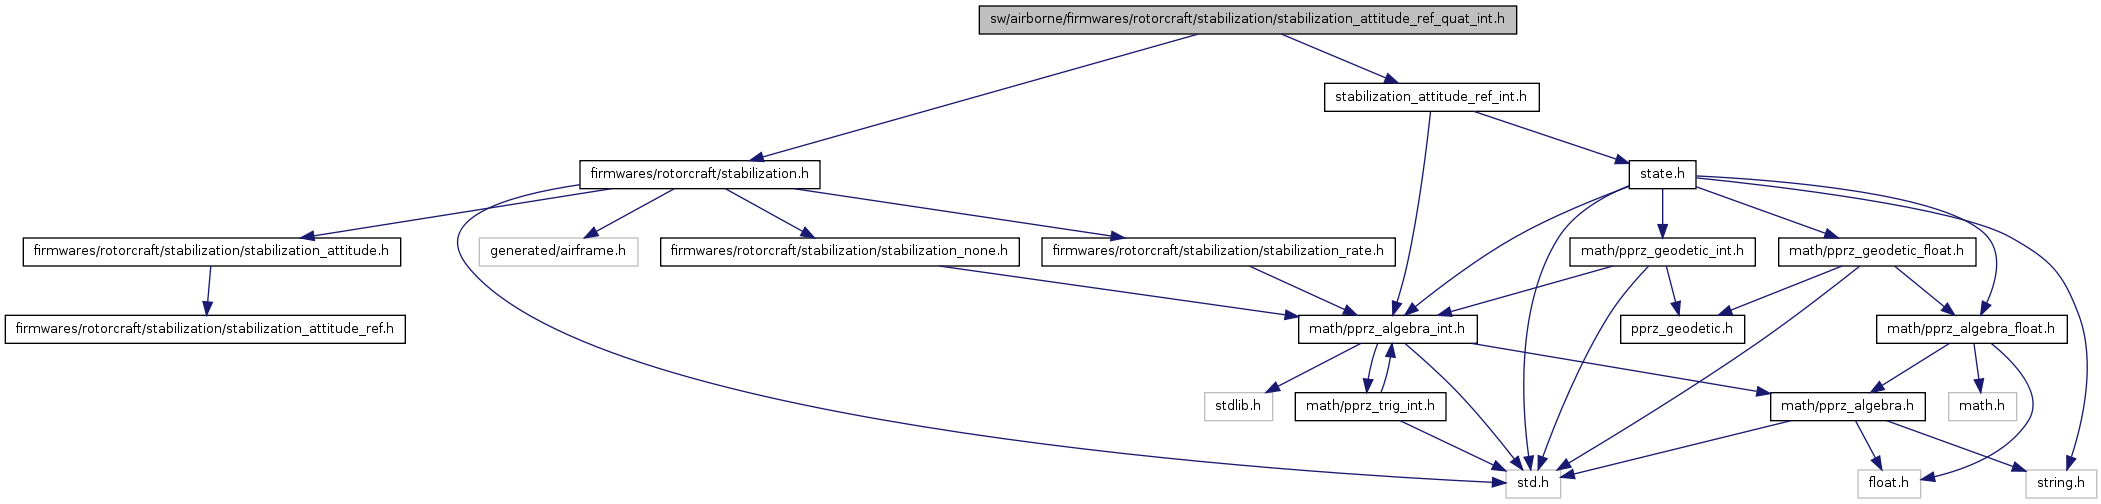 sw/airborne/firmwares/rotorcraft/stabilization/stabilization_attitude_ref_quat_int.h
stabilization_attitude_ref_int.h
firmwares/rotorcraft/stabilization.h
state.h
firmwares/rotorcraft/stabilization/stabilization_attitude.h
generated/airframe.h
firmwares/rotorcraft/stabilization/stabilization_none.h
firmwares/rotorcraft/stabilization/stabilization_rate.h
math/pprz_geodetic_int.h
math/pprz_geodetic_float.h
firmwares/rotorcraft/stabilization/stabilization_attitude_ref.h
math/pprz_algebra_int.h
pprz_geodetic.h
math/pprz_algebra_float.h
stdlib.h
math/pprz_trig_int.h
math/pprz_algebra.h
math.h
std.h
float.h
string.h